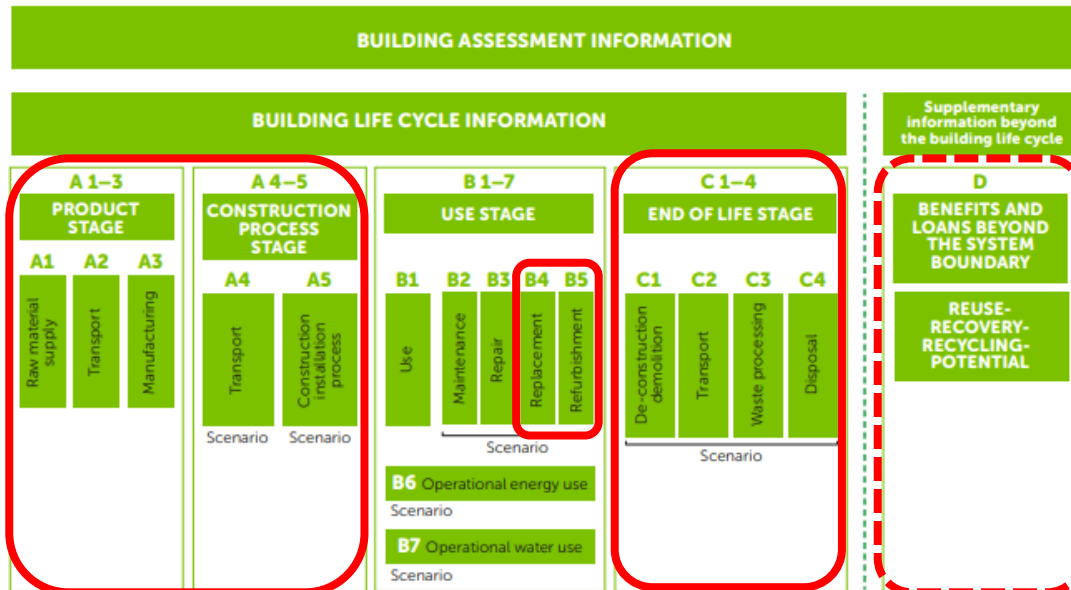 BUILDING ASSESSMENT INFORMATION
BUILDING LIFE CYCLE INFORMATION
Supplementary
information beyond
the building life cycle
A 1–3
PRODUCT
STAGE
A1
A2
A3
Raw material
supply
Transport
Manufacturing
A 4–5
CONSTRUCTION
PROCESS
STAGE
A4
A5
Transport
Construction
installation
process
Scenario
Scenario
B 1–7
USE STAGE
B1
B2
B3
B4
B5
Use
Maintenance
Repair
Replacement
Refurbishment
Scenario
B6 Operational energy use
Scenario
B7 Operational water use
Scenario
C 1–4
END OF LIFE STAGE
C1
C2
C3
C4
De-construction
demolition
Transport
Waste processing
Disposal
Scenario
D
BENEFITS AND
LOANS BEYOND
THE SYSTEM
BOUNDARY
REUSE-
RECOVERY-
RECYCLING-
POTENTIAL